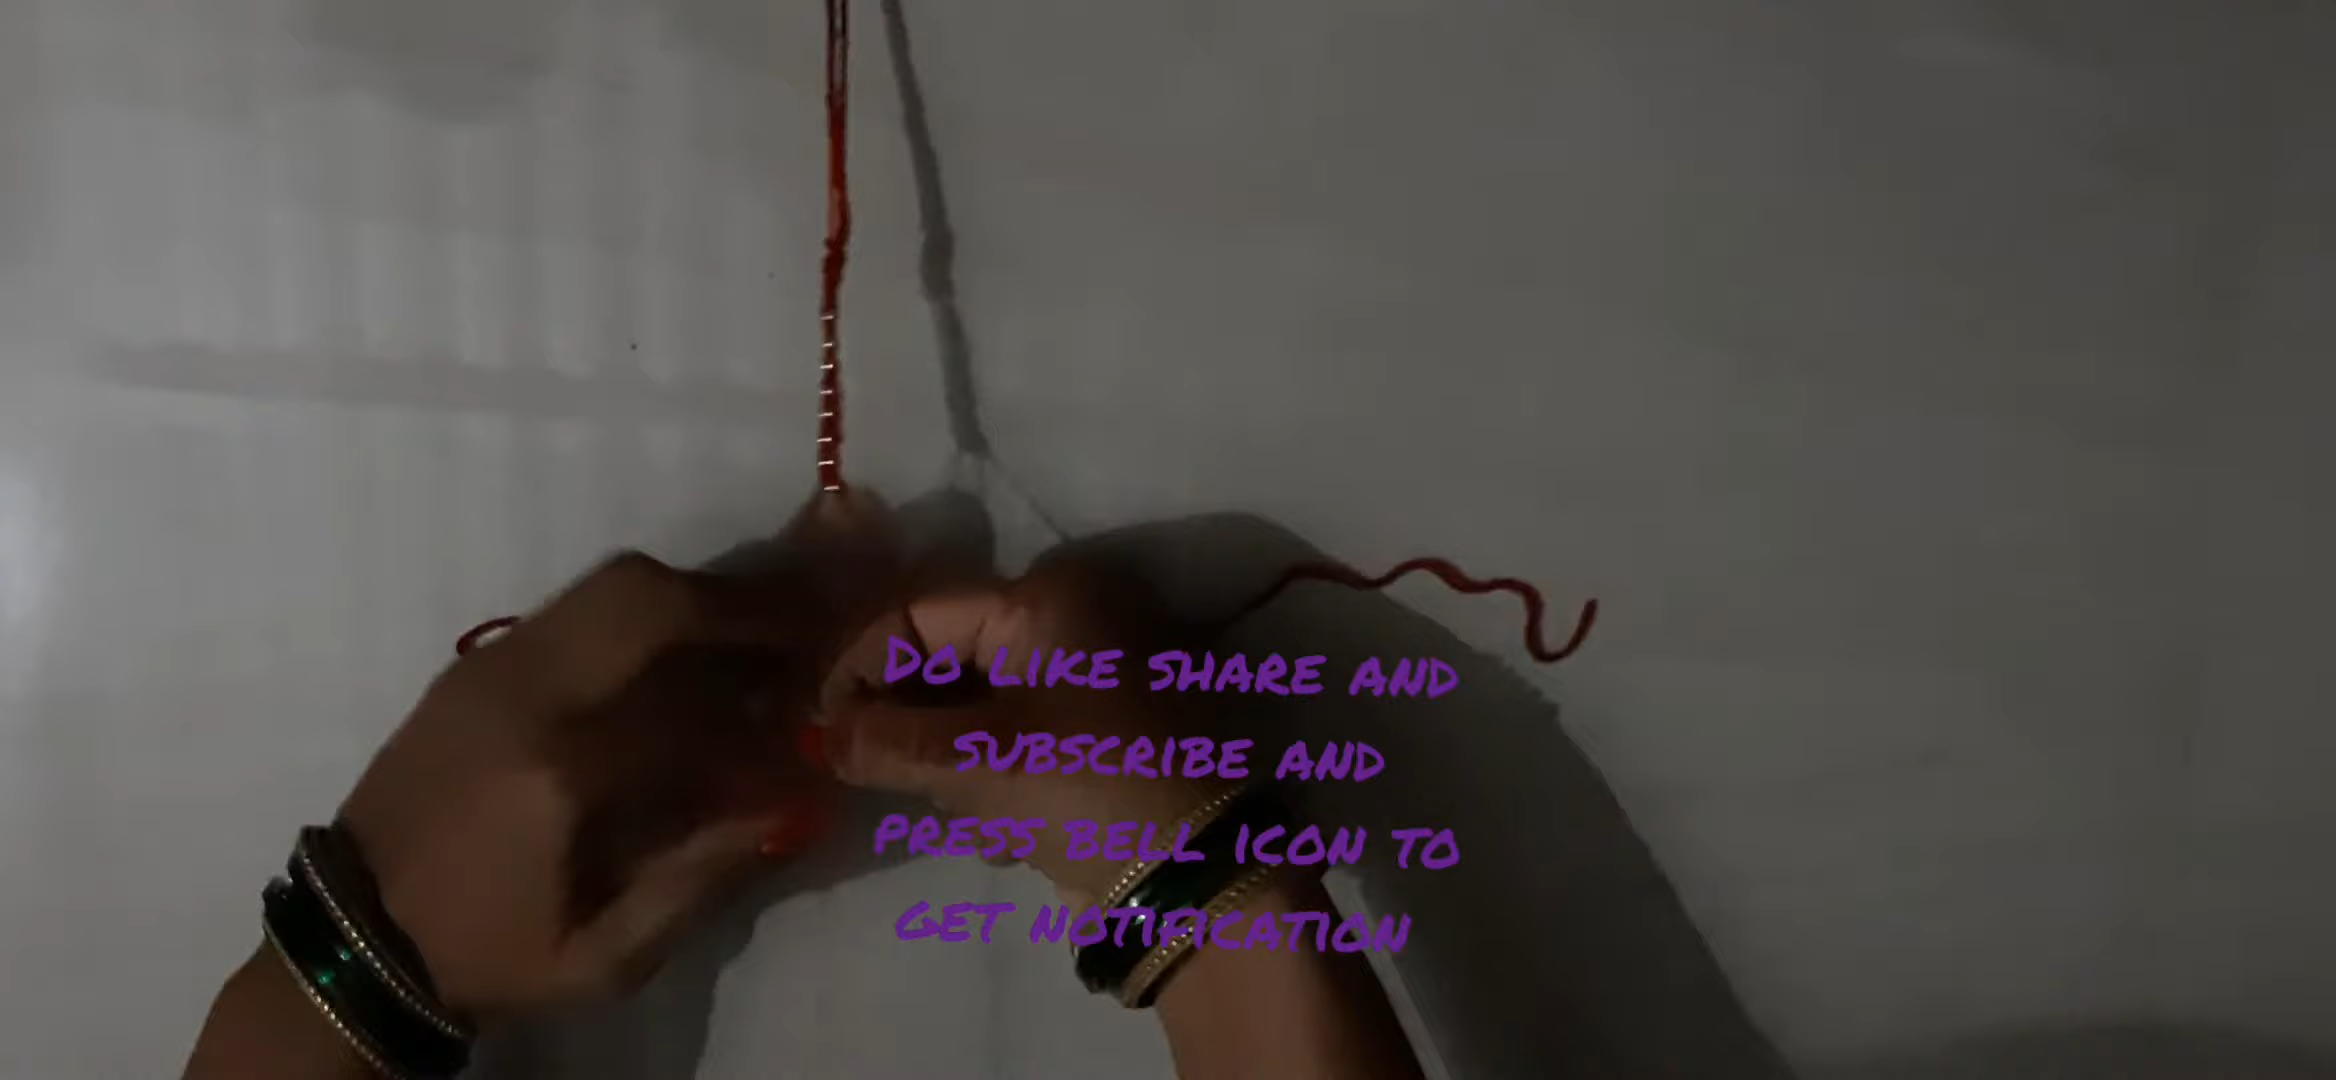 Do like share and
subscribe and
press bell icon to
get notification